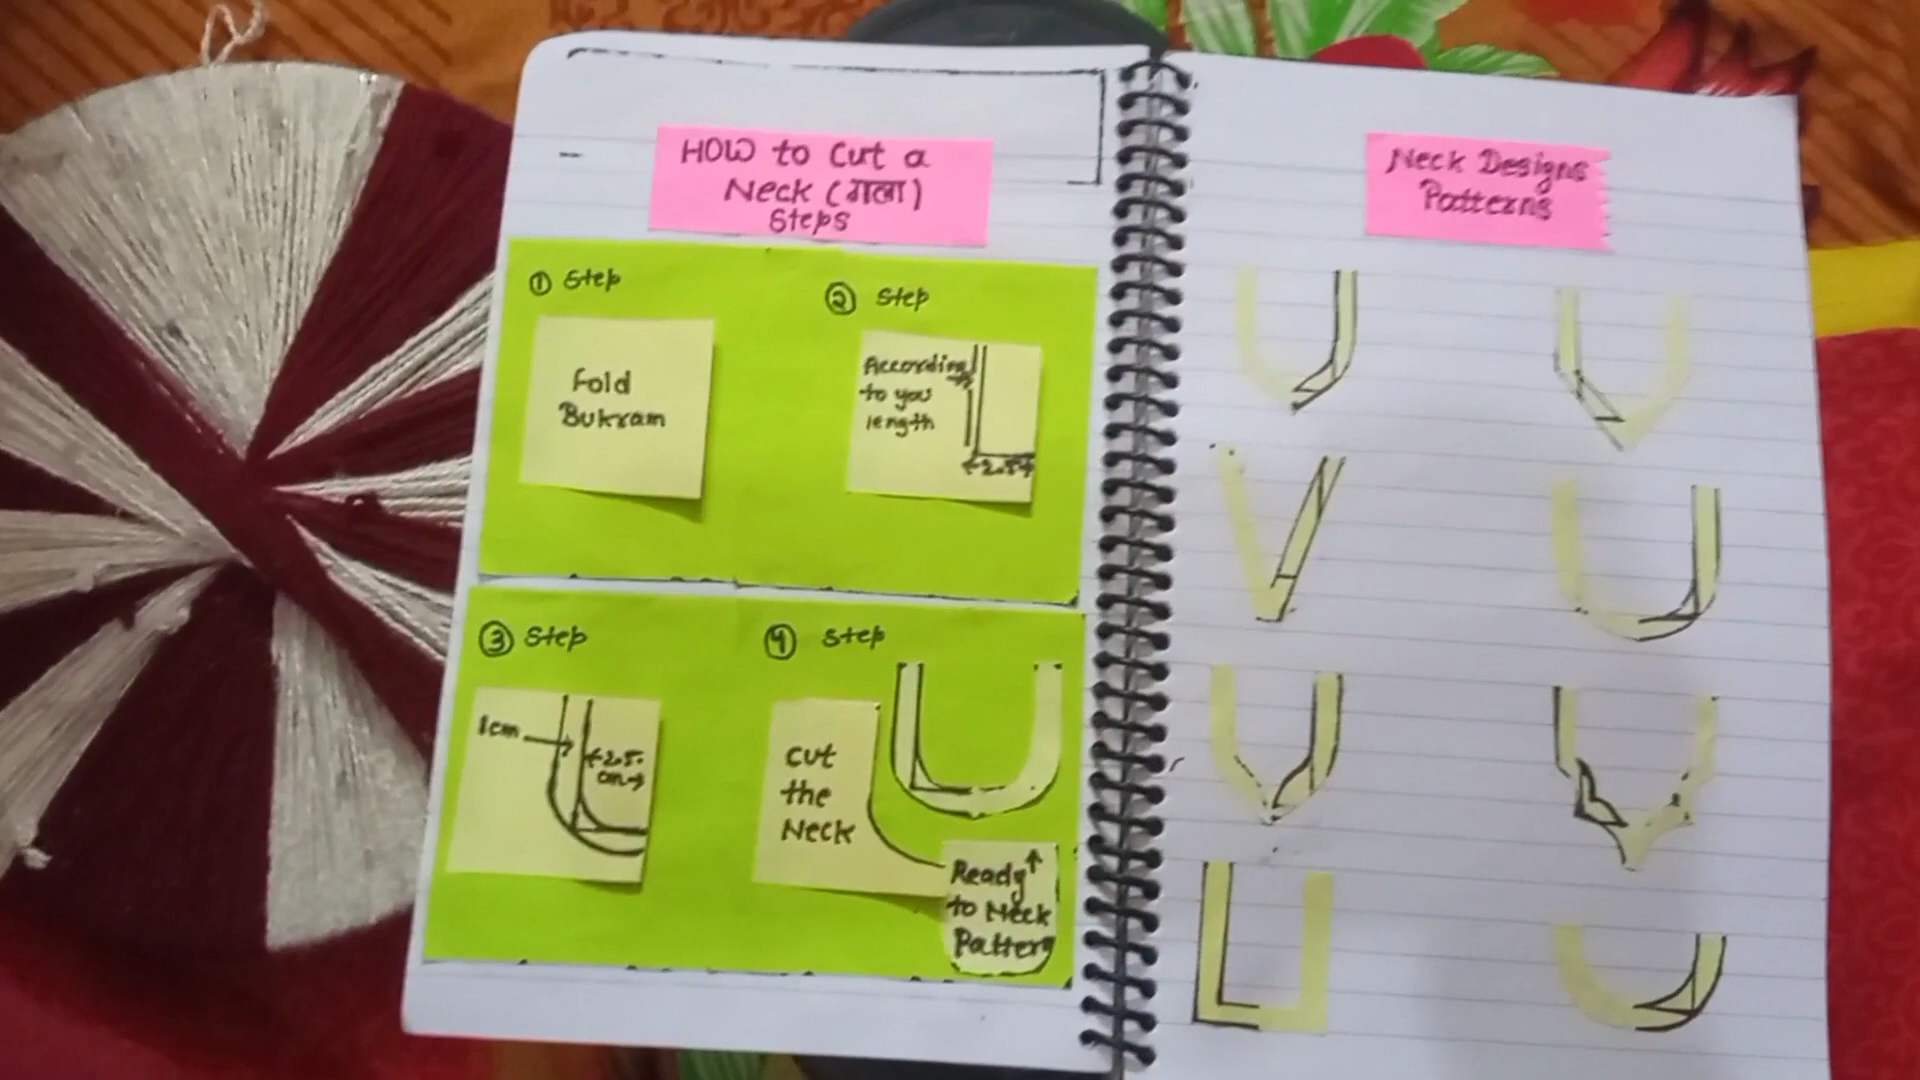 HOW to Cut a
Neck (गला)
Steps
① Step
Fold
Bukram
② Step
According
to you
length
2.5
③ Step
1cm
2.5
cm
④ Step
Cut
the
Neck
Ready
to Neck
Pattern
Neck Designs
Patterns